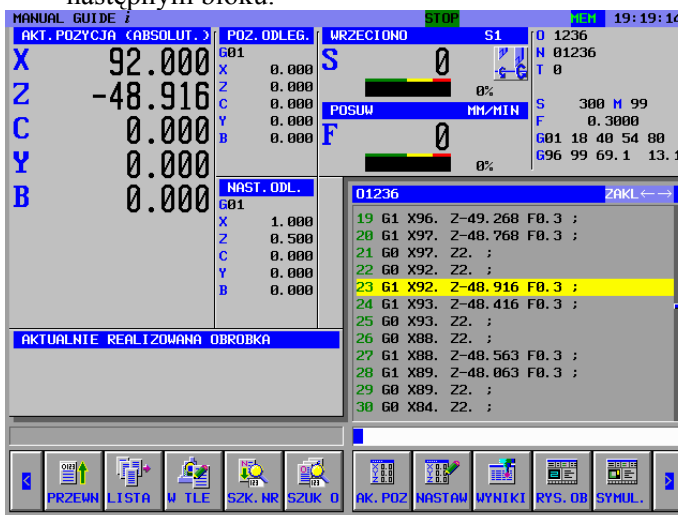 następnym bloku.
MANUAL GUIDE i STOP MEM 19:19:14
AKT.POZYCJA (ABSOLUT.)
X 92.000
Z -48.916
C 0.000
Y 0.000
B 0.000
POZ.ODLEG.
G01
X 0.000
Z 0.000
C 0.000
Y 0.000
B 0.000
NAST.ODL.
G01
X 1.000
Z 0.500
C 0.000
Y 0.000
B 0.000
WRZECIONO S1
S 0
0%
POSUW MM/MIN
F 0
0%
O 1236
N 01236
T 0
S 300 M 99
F 0.3000
G01 18 40 54 80
G96 99 69.1 13.1
O1236 ZAKŁ←→
19 G1 X96. Z-49.268 F0.3 ;
20 G1 X97. Z-48.768 F0.3 ;
21 G0 X97. Z2. ;
22 G0 X92. Z2. ;
23 G1 X92. Z-48.916 F0.3 ;
24 G1 X93. Z-48.416 F0.3 ;
25 G0 X93. Z2. ;
26 G0 X88. Z2. ;
27 G1 X88. Z-48.563 F0.3 ;
28 G1 X89. Z-48.063 F0.3 ;
29 G0 X89. Z2. ;
30 G0 X84. Z2. ;
AKTUALNIE REALIZOWANA OBROBKA
PRZEWN LISTA W TLE SZK.NR SZUK O AK.POZ NASTAW WYNIKI RYS.OB SYMUL.